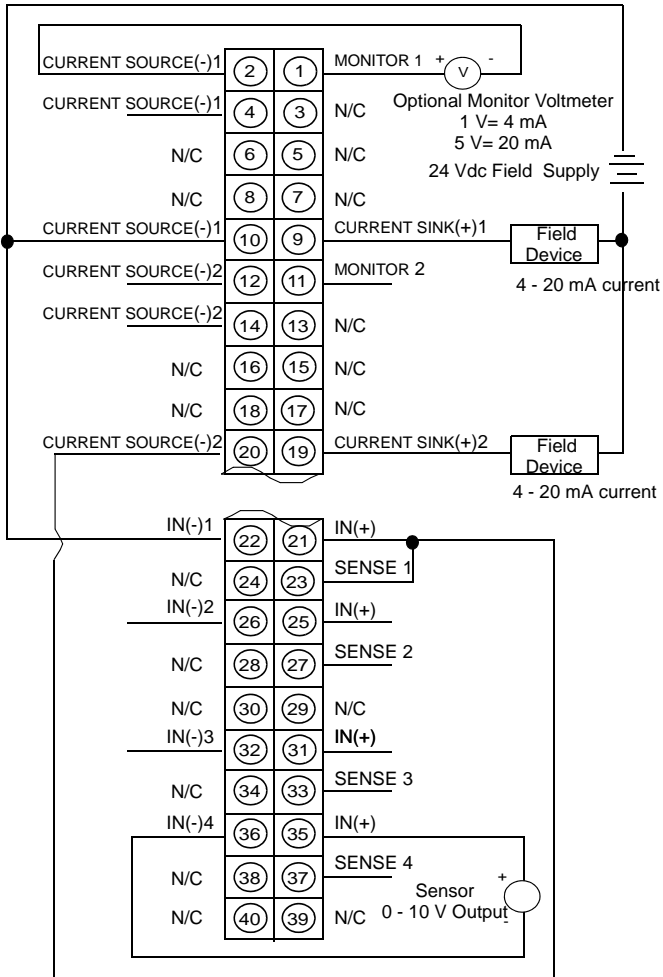 CURRENT SOURCE(-)1 2 1 MONITOR 1 + V -
CURRENT SOURCE(-)1 4 3 N/C Optional Monitor Voltmeter
1 V= 4 mA
N/C 6 5 N/C 5 V= 20 mA
24 Vdc Field Supply
N/C 8 7 N/C
CURRENT SOURCE(-)1 10 9 CURRENT SINK(+)1 Field
Device
CURRENT SOURCE(-)2 12 11 MONITOR 2 4 - 20 mA current
CURRENT SOURCE(-)2 14 13 N/C
N/C 16 15 N/C
N/C 18 17 N/C
CURRENT SOURCE(-)2 20 19 CURRENT SINK(+)2 Field
Device
4 - 20 mA current
IN(-)1 22 21 IN(+)
N/C 24 23 SENSE 1
IN(-)2 26 25 IN(+)
N/C 28 27 SENSE 2
N/C 30 29 N/C
IN(-)3 32 31 IN(+)
N/C 34 33 SENSE 3
IN(-)4 36 35 IN(+)
N/C 38 37 SENSE 4 +
Sensor
N/C 40 39 N/C 0 - 10 V Output -